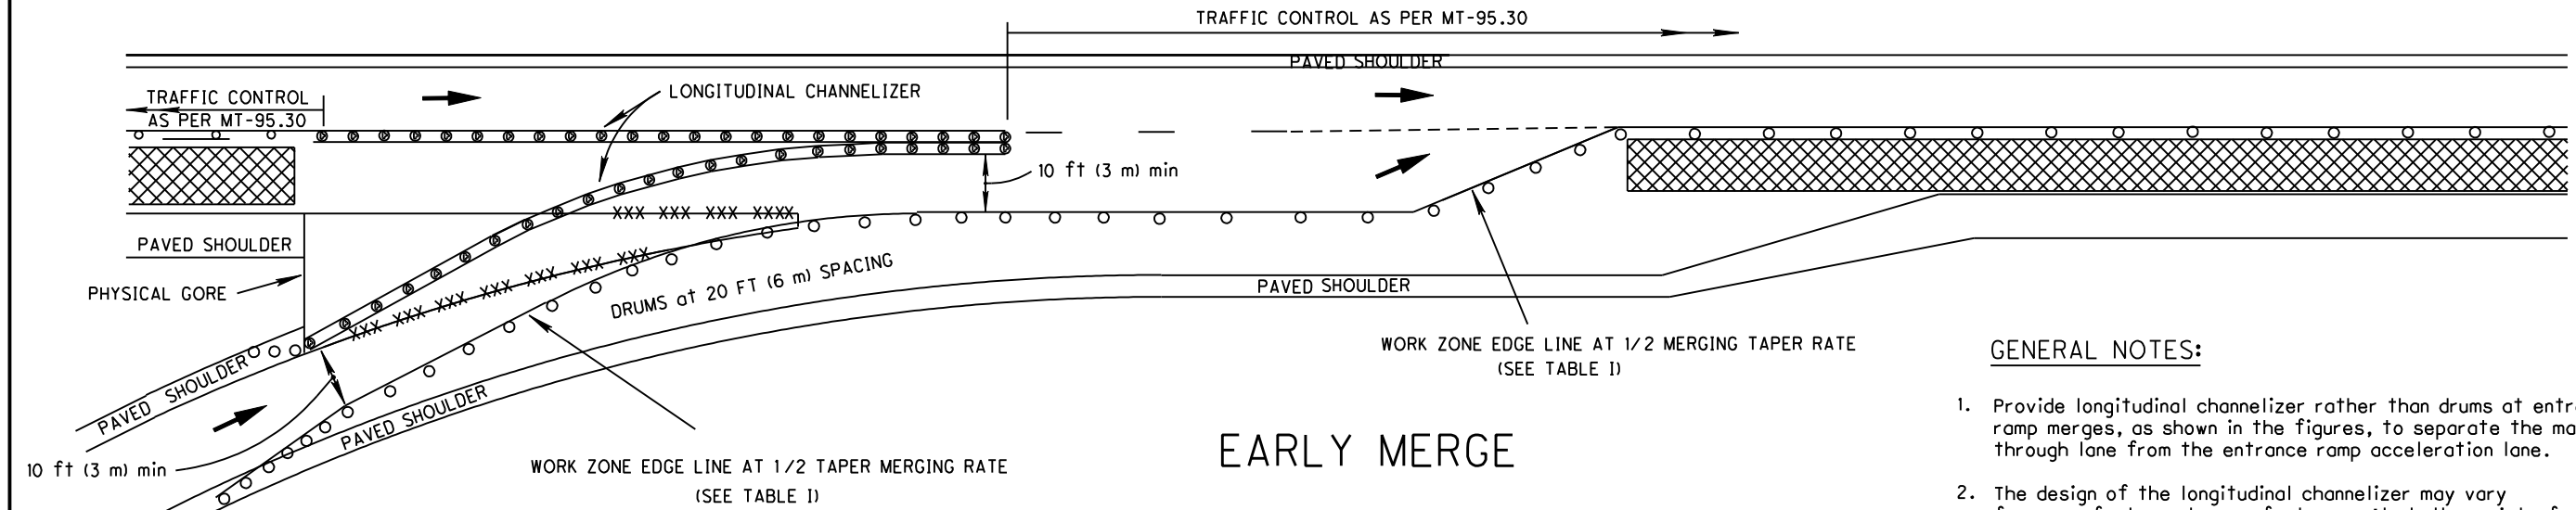 TRAFFIC CONTROL AS PER MT-95.30
PAVED SHOULDER
TRAFFIC CONTROL
AS PER MT-95.30
LONGITUDINAL CHANNELIZER
10 ft (3 m) min
XXX XXX XXX XXXX
PAVED SHOULDER
XXX XXX XXX XXX XXX XXX XXX
DRUMS at 20 FT (6 m) SPACING
PHYSICAL GORE
PAVED SHOULDER
WORK ZONE EDGE LINE AT 1/2 MERGING TAPER RATE
(SEE TABLE I)
PAVED SHOULDER
PAVED SHOULDER
10 ft (3 m) min
WORK ZONE EDGE LINE AT 1/2 TAPER MERGING RATE
(SEE TABLE I)
EARLY MERGE
GENERAL NOTES:
1. Provide longitudinal channelizer rather than drums at entr
ramp merges, as shown in the figures, to separate the ma
through lane from the entrance ramp acceleration lane.
2. The design of the longitudinal channelizer may vary